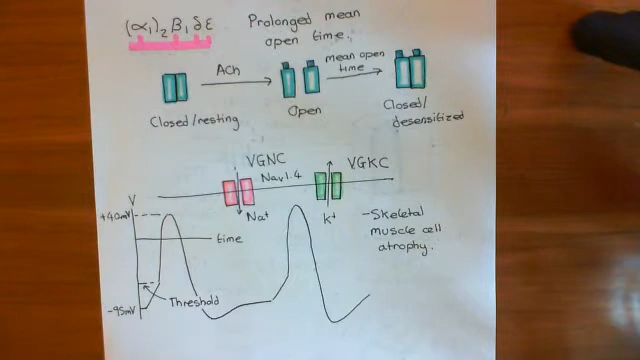 (α₁)₂ β₁ δ ε
Prolonged mean
open time.
ACh
mean open
time
Closed/resting
Open
Closed/
desensitized
VGNC
VGKC
Nav1.4
Na⁺
K⁺
V
+40mV
time
Threshold
-95mV
-Skeletal
muscle cell
atrophy.